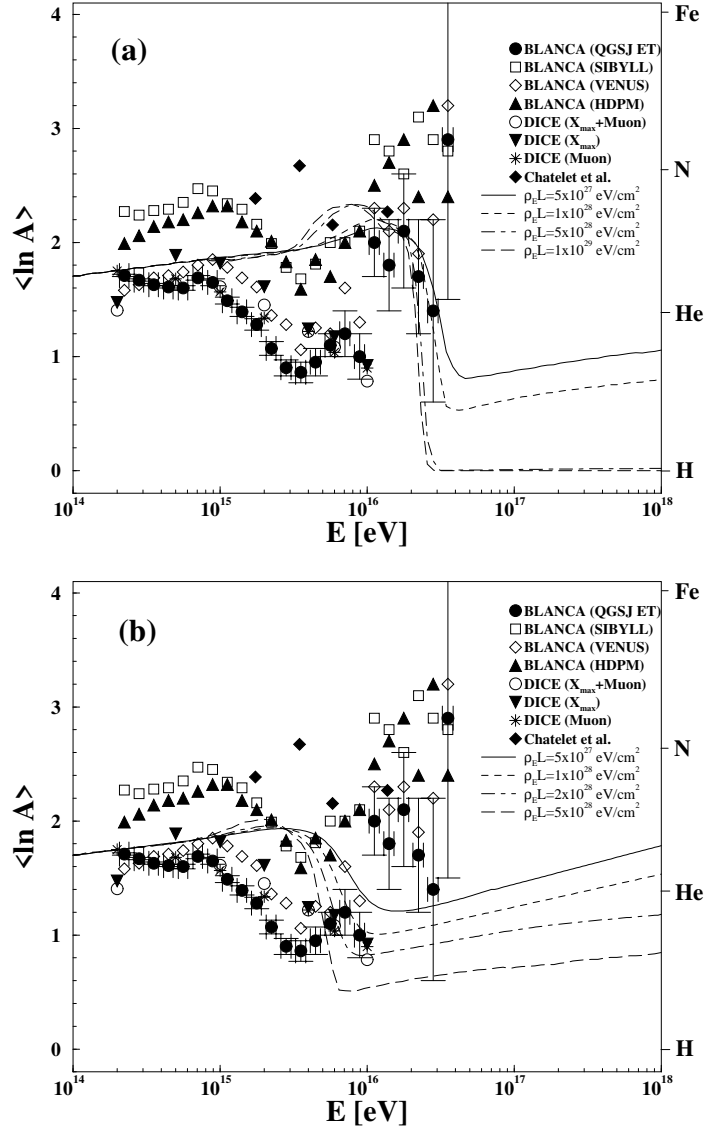 (a)
BLANCA (QGSJ ET)
BLANCA (SIBYLL)
BLANCA (VENUS)
BLANCA (HDPM)
DICE (Xmax+Muon)
DICE (Xmax)
DICE (Muon)
Chatelet et al.
ρEL=5x10^27 eV/cm^2
ρEL=1x10^28 eV/cm^2
ρEL=5x10^28 eV/cm^2
ρEL=1x10^29 eV/cm^2
4
3
2
1
0
<ln A>
Fe
N
He
H
10^14
10^15
10^16
10^17
10^18
E [eV]
(b)
BLANCA (QGSJ ET)
BLANCA (SIBYLL)
BLANCA (VENUS)
BLANCA (HDPM)
DICE (Xmax+Muon)
DICE (Xmax)
DICE (Muon)
Chatelet et al.
ρEL=5x10^27 eV/cm^2
ρEL=1x10^28 eV/cm^2
ρEL=2x10^28 eV/cm^2
ρEL=5x10^28 eV/cm^2
4
3
2
1
0
<ln A>
Fe
N
He
H
10^14
10^15
10^16
10^17
10^18
E [eV]